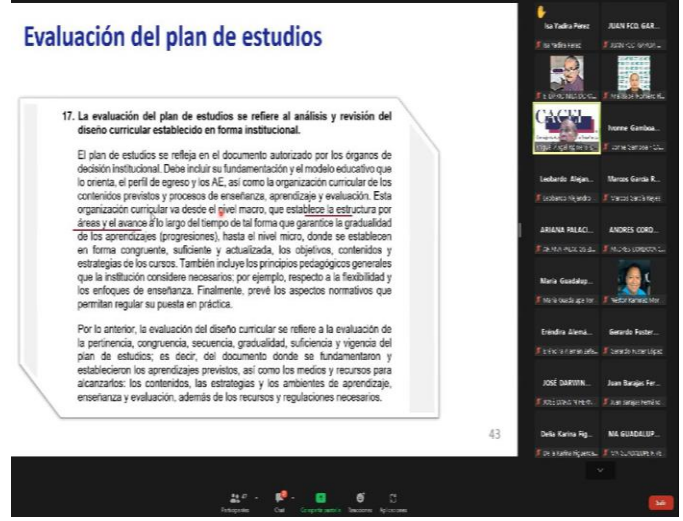 Evaluación del plan de estudios
17. La evaluación del plan de estudios se refiere al análisis y revisión del
diseño curricular establecido en forma institucional.
El plan de estudios se refleja en el documento autorizado por los órganos de
decisión institucional. Debe incluir su fundamentación y el modelo educativo que
lo orienta, el perfil de egreso y los AE, así como la organización curricular de los
contenidos previstos y procesos de enseñanza, aprendizaje y evaluación. Esta
organización curricular va desde el nivel macro, que establece la estructura por
áreas y el avance a lo largo del tiempo de tal forma que garantice la gradualidad
de los aprendizajes (progresiones), hasta el nivel micro, donde se establecen
en forma congruente, suficiente y actualizada, los objetivos, contenidos y
estrategias de los cursos. También incluye los principios pedagógicos generales
que la institución considere necesarios; por ejemplo, respecto a la flexibilidad y
los enfoques de enseñanza. Finalmente, prevé los aspectos normativos que
permitan regular su puesta en práctica.
Por lo anterior, la evaluación del diseño curricular se refiere a la evaluación de
la pertinencia, congruencia, secuencia, gradualidad, suficiencia y vigencia del
plan de estudios; es decir, del documento donde se fundamentaron y
establecieron los aprendizajes previstos, así como los medios y recursos para
alcanzarlos: los contenidos, las estrategias y los ambientes de aprendizaje,
enseñanza y evaluación, además de los recursos y regulaciones necesarios.
43
Isa Yadira Pérez
JUAN FCO. GAR...
CACEI
Ivonne Gamboa...
Leobardo Alejan...
Marcos García R...
ARIANA PALACI...
ANDRES CORO...
María Guadalup...
Eréndira Alemá...
Gerardo Fuster...
JOSÉ DARWIN...
Juan Barajas Fer...
Delia Karina Fig...
MA GUADALUP...
Participantes
Chat
Compartir pantalla
Reacciones
Aplicaciones
Salir